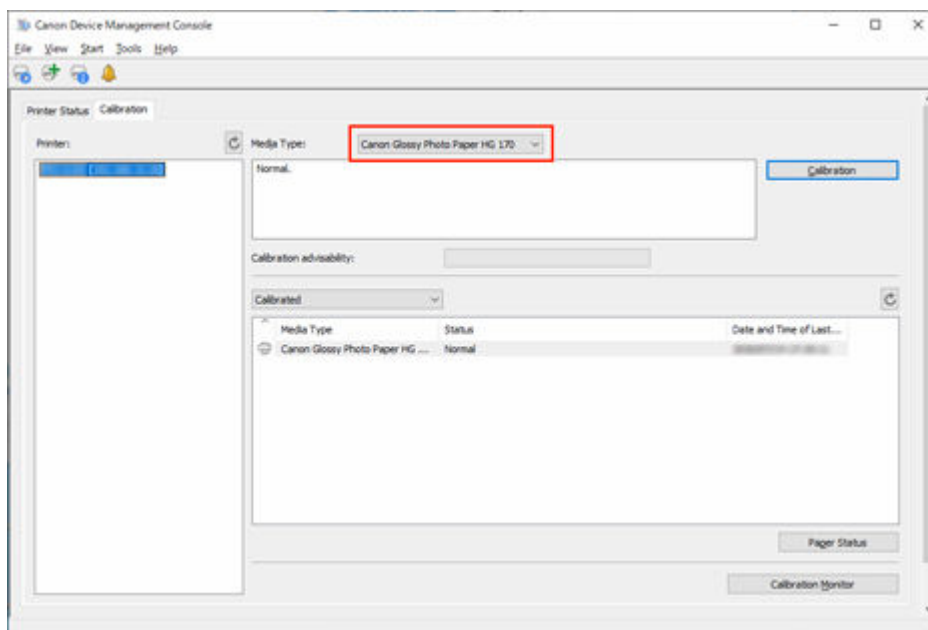 Canon Device Management Console
File View Start Tools Help
Printer Status Calibration
Printer:
Media Type: Canon Glossy Photo Paper HG 170
Normal.
Calibration
Calibration advisability:
Calibrated
Media Type Status Date and Time of Last...
Canon Glossy Photo Paper HG .... Normal
Pager Status
Calibration Monitor